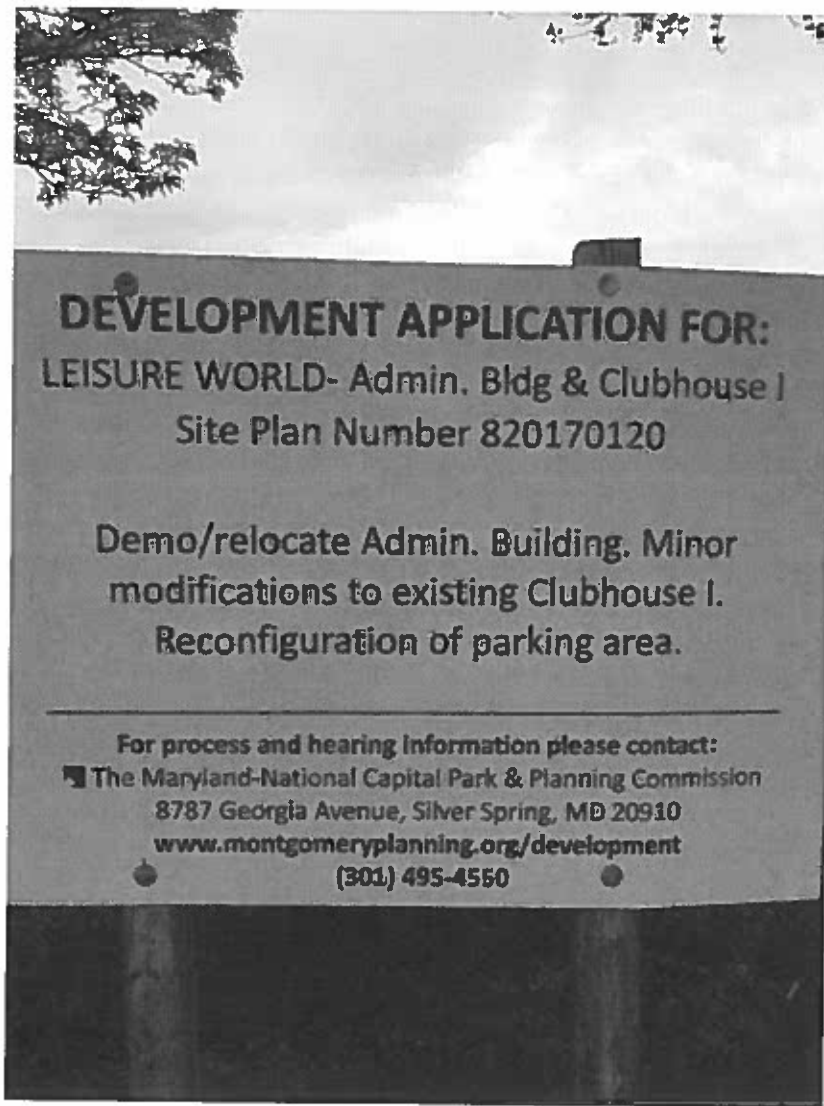 DEVELOPMENT APPLICATION FOR:
LEISURE WORLD- Admin. Bldg & Clubhouse I
Site Plan Number 820170120
Demo/relocate Admin. Building. Minor
modifications to existing Clubhouse I.
Reconfiguration of parking area.
For process and hearing information please contact:
The Maryland-National Capital Park & Planning Commission
8787 Georgia Avenue, Silver Spring, MD 20910
www.montgomeryplanning.org/development
(301) 495-4550